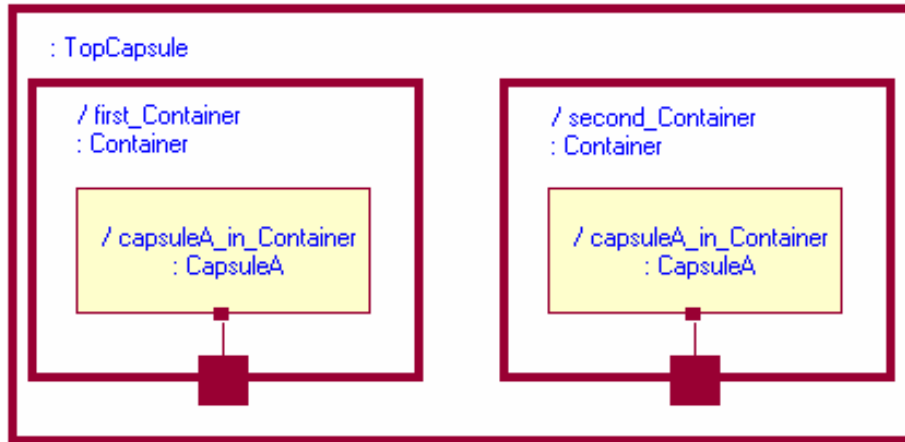 : TopCapsule
/ first_Container
: Container
/ capsuleA_in_Container
: CapsuleA
/ second_Container
: Container
/ capsuleA_in_Container
: CapsuleA